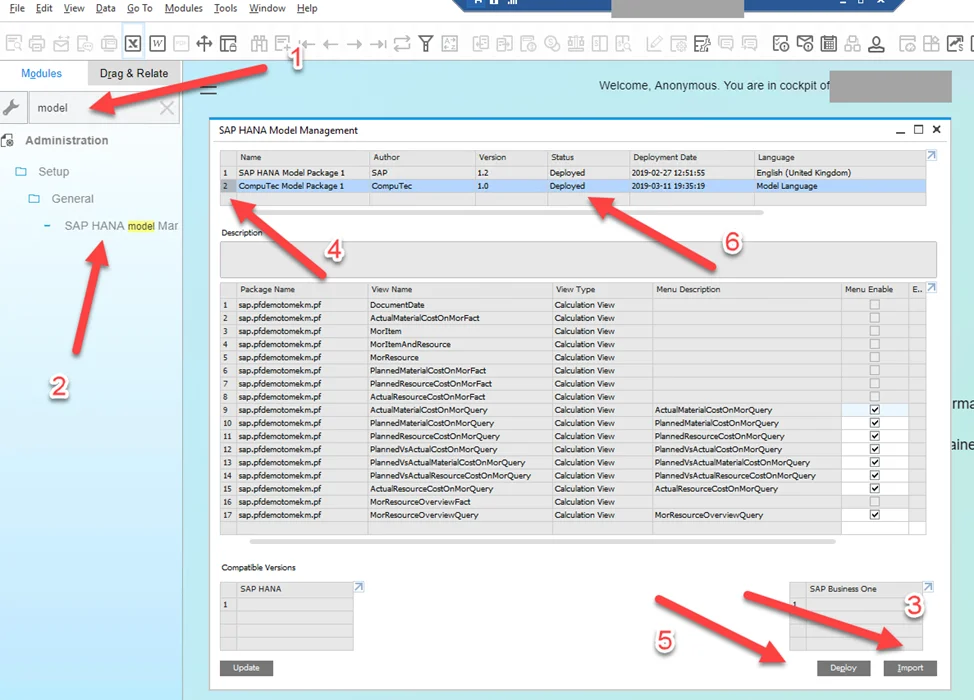 File Edit View Data Go To Modules Tools Window Help
1
Modules Drag & Relate
Welcome, Anonymous. You are in cockpit of
model
Administration
Setup
General
SAP HANA model Mar
2
SAP HANA Model Management
Name Author Version Status Deployment Date Language
1 SAP HANA Model Package 1 SAP 1.2 Deployed 2019-02-27 12:51:55 English (United Kingdom)
2 CompuTec Model Package 1 CompuTec 1.0 Deployed 2019-03-11 19:35:19 Model Language
4
6
Description
Package Name View Name View Type Menu Description Menu Enable E..
1 sap.pfdemotomekm.pf DocumentDate Calculation View
2 sap.pfdemotomekm.pf ActualMaterialCostOnMorFact Calculation View
3 sap.pfdemotomekm.pf MorItem Calculation View
4 sap.pfdemotomekm.pf MorItemAndResource Calculation View
5 sap.pfdemotomekm.pf MorResource Calculation View
6 sap.pfdemotomekm.pf PlannedMaterialCostOnMorFact Calculation View
7 sap.pfdemotomekm.pf PlannedResourceCostOnMorFact Calculation View
8 sap.pfdemotomekm.pf ActualResourceCostOnMorFact Calculation View
9 sap.pfdemotomekm.pf ActualMaterialCostOnMorQuery Calculation View ActualMaterialCostOnMorQuery
10 sap.pfdemotomekm.pf PlannedMaterialCostOnMorQuery Calculation View PlannedMaterialCostOnMorQuery
11 sap.pfdemotomekm.pf PlannedResourceCostOnMorQuery Calculation View PlannedResourceCostOnMorQuery
12 sap.pfdemotomekm.pf PlannedVsActualCostOnMorQuery Calculation View PlannedVsActualCostOnMorQuery
13 sap.pfdemotomekm.pf PlannedVsActualMaterialCostOnMorQuery Calculation View PlannedVsActualMaterialCostOnMorQuery
14 sap.pfdemotomekm.pf PlannedVsActualResourceCostOnMorQuery Calculation View PlannedVsActualResourceCostOnMorQuery
15 sap.pfdemotomekm.pf ActualResourceCostOnMorQuery Calculation View ActualResourceCostOnMorQuery
16 sap.pfdemotomekm.pf MorResourceOverviewFact Calculation View
17 sap.pfdemotomekm.pf MorResourceOverviewQuery Calculation View MorResourceOverviewQuery
rma
aine
Compatible Versions
SAP HANA
1
SAP Business One
1
3
5
Update Deploy Import